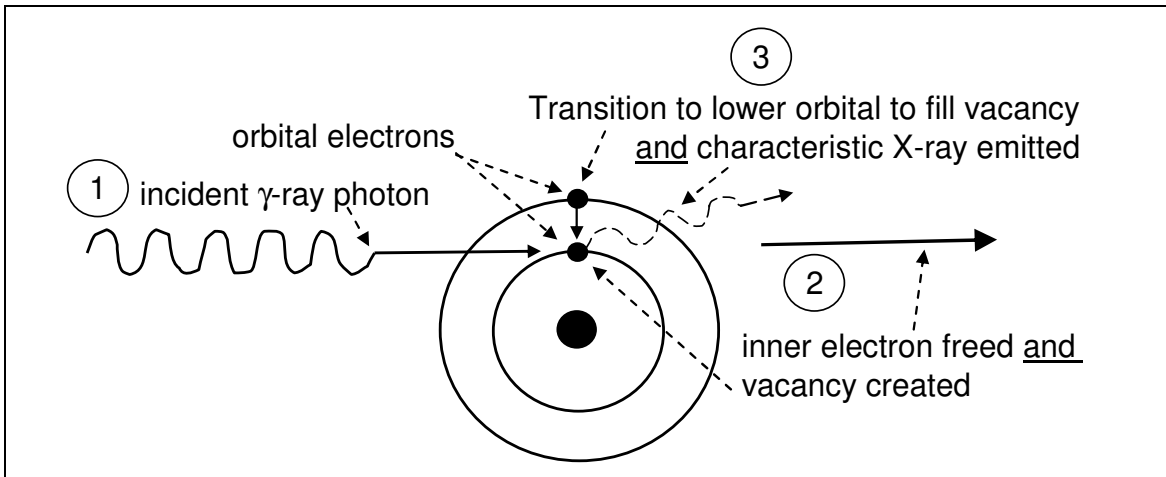 3
Transition to lower orbital to fill vacancy
and characteristic X-ray emitted
orbital electrons
1
incident γ-ray photon
2
inner electron freed and
vacancy created